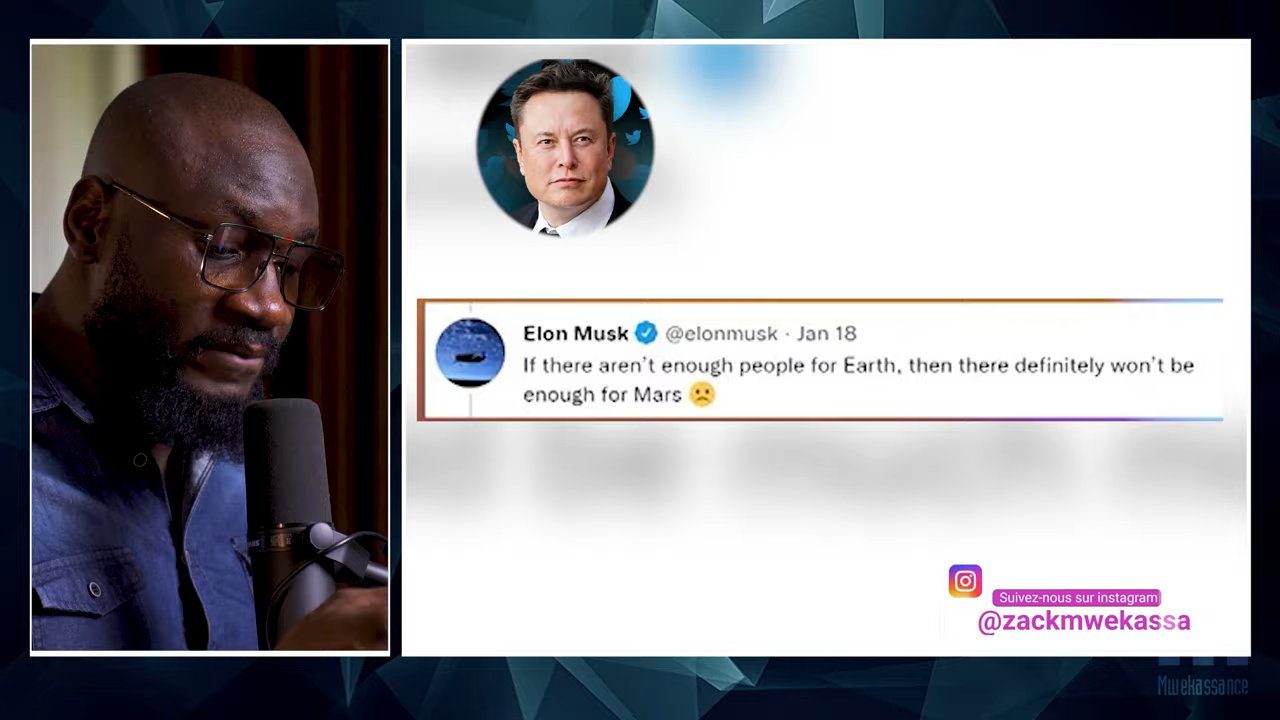 Elon Musk @elonmusk · Jan 18
If there aren't enough people for Earth, then there definitely won't be
enough for Mars 🙁
Suivez-nous sur instagram
@zackmwekassa
Mwekassance